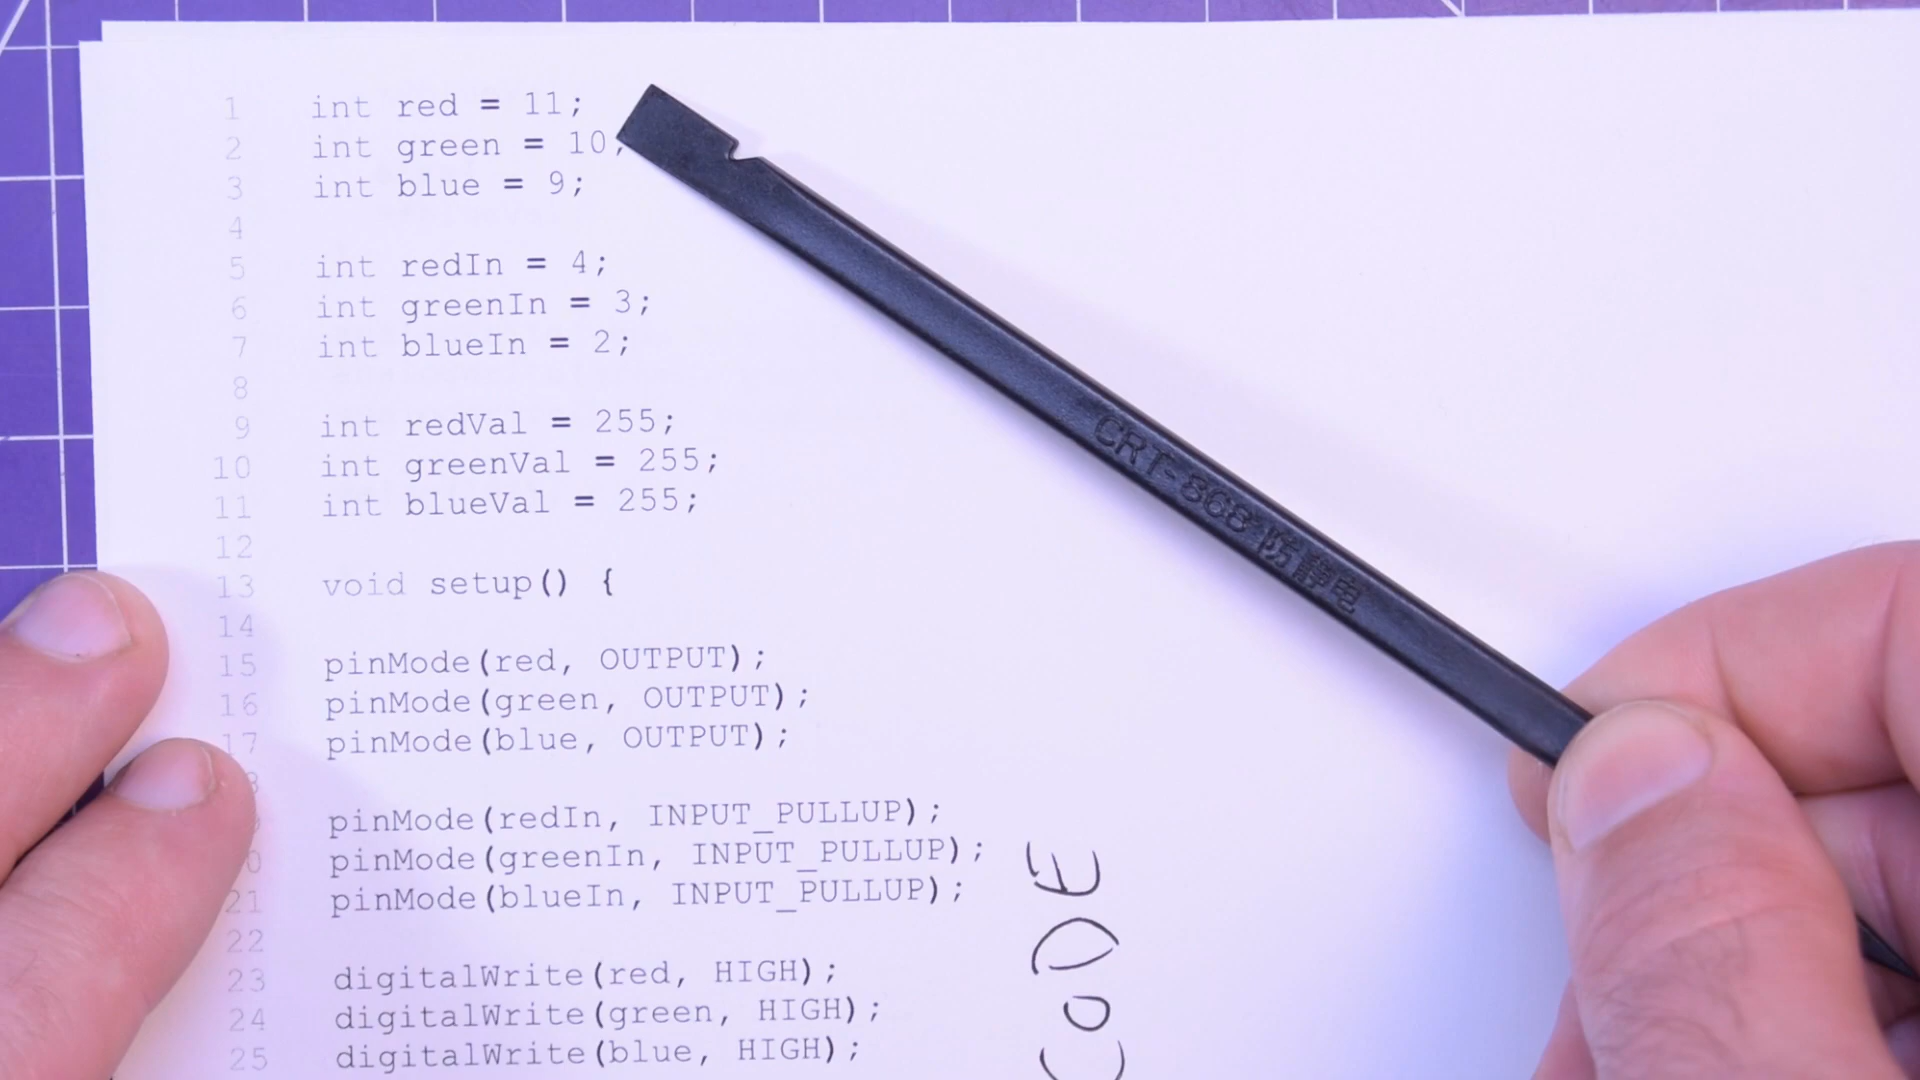 1 int red = 11;
2 int green = 10;
3 int blue = 9;
4
5 int redIn = 4;
6 int greenIn = 3;
7 int blueIn = 2;
8
9 int redVal = 255;
10 int greenVal = 255;
11 int blueVal = 255;
12
13 void setup() {
14
15 pinMode(red, OUTPUT);
16 pinMode(green, OUTPUT);
17 pinMode(blue, OUTPUT);
8
pinMode(redIn, INPUT_PULLUP);
0 pinMode(greenIn, INPUT_PULLUP);
21 pinMode(blueIn, INPUT_PULLUP);
22
23 digitalWrite(red, HIGH);
24 digitalWrite(green, HIGH);
25 digitalWrite(blue, HIGH);
CRT-868 防静电
CoDE